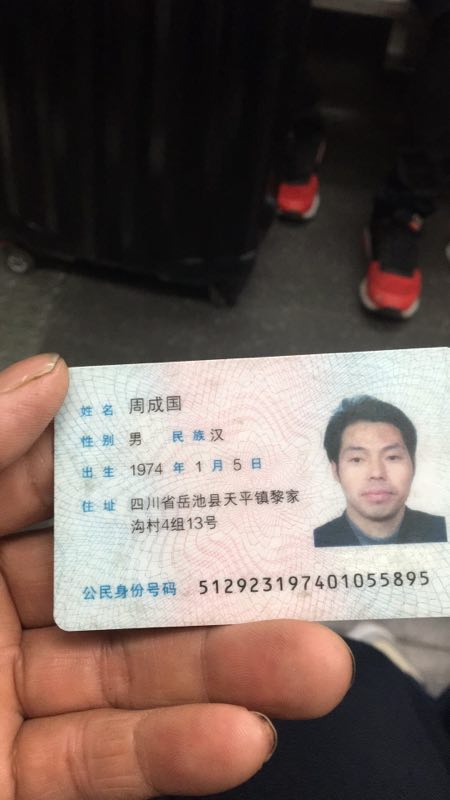 姓名 周成国
性别 男 民族 汉
出生 1974 年 1 月 5 日
住址 四川省岳池县天平镇黎家
沟村4组13号
公民身份号码 512923197401055895